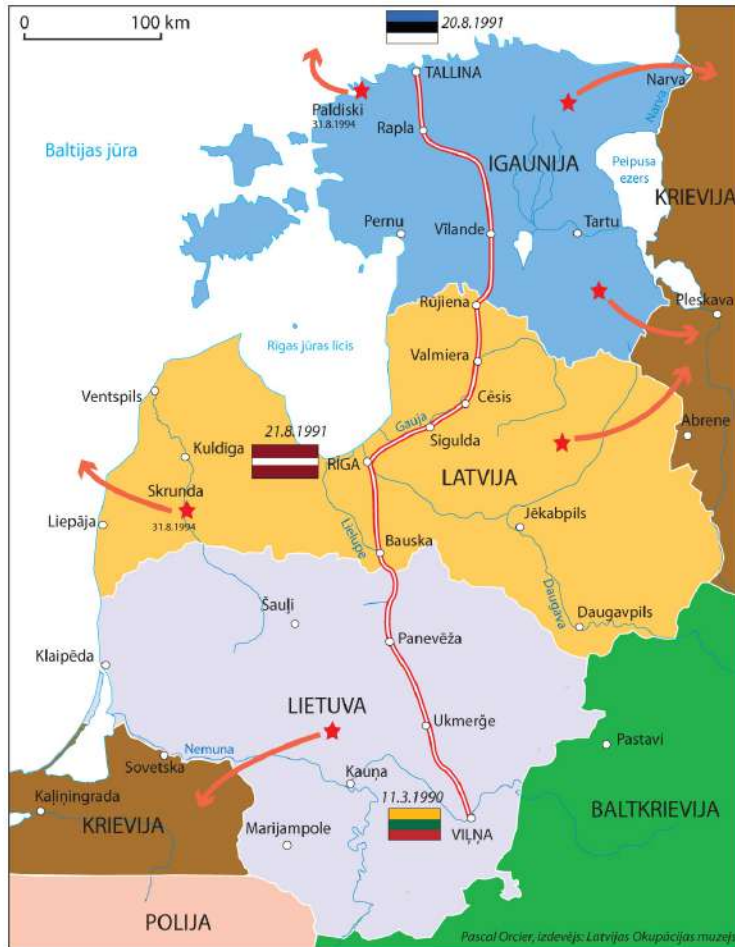 0 100 km
20.8.1991
TALLINA
Narva
Paldiski
31.8.1994
Narva
Rapla
Baltijas jūra
IGAUNIJA
Peipusa
ezers
KRIEVIJA
Pernu
Vīlande
Tartu
Rūjiena
Pleskava
Rīgas jūras līcis
Valmiera
Ventspils
Cēsis
Gauja
Abrene
21.8.1991
Sigulda
Kuldīga
RĪGA
LATVIJA
Skrunda
31.8.1994
Liepāja
Jēkabpils
Lielupe
Bauska
Daugava
Šauļi
Daugavpils
Panevēža
Klaipēda
LIETUVA
Ukmerģe
Nemuna
Pastavi
Sovetska
Kauņa
Kaļiņingrada
11.3.1990
BALTKRIEVIJA
KRIEVIJA
Marijampole
VIĻŅA
POLIJA
Pascal Orcier, izdevējs: Latvijas Okupācijas muzejs